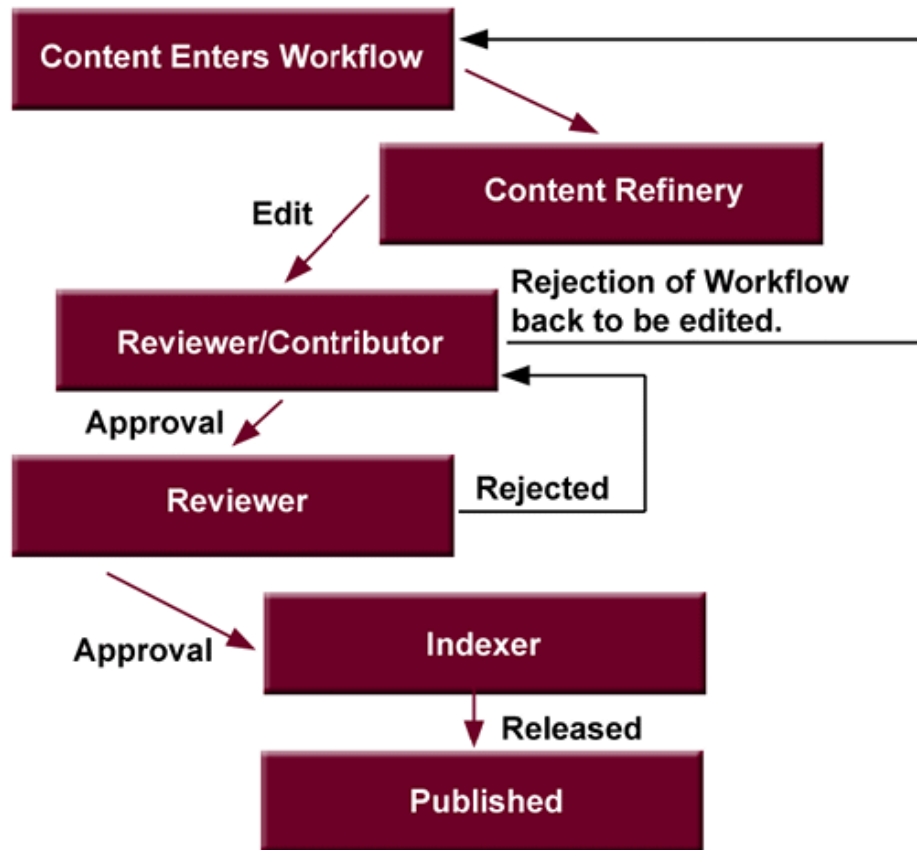 Content Enters Workflow
Content Refinery
Edit
Rejection of Workflow
back to be edited.
Reviewer/Contributor
Approval
Reviewer
Rejected
Approval
Indexer
Released
Published